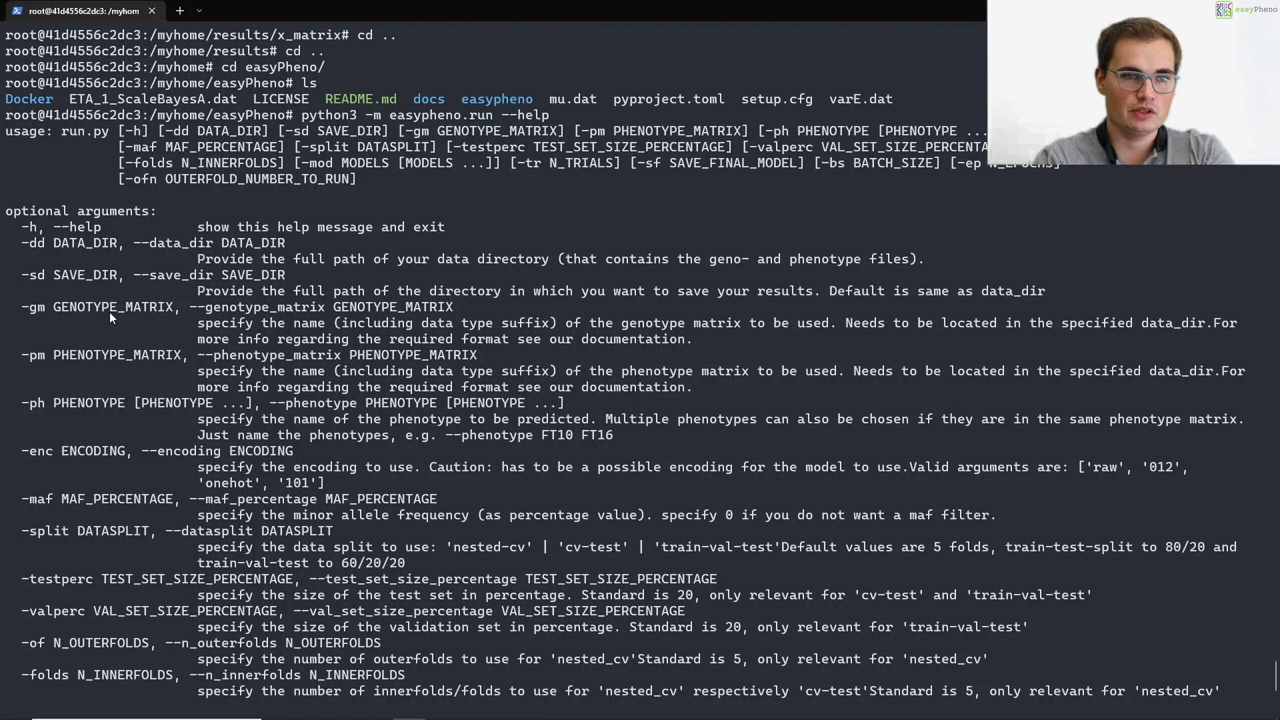 root@41d4556c2dc3: /myhom
easyPheno
root@41d4556c2dc3:/myhome/results/x_matrix# cd ..
root@41d4556c2dc3:/myhome/results# cd ..
root@41d4556c2dc3:/myhome# cd easyPheno/
root@41d4556c2dc3:/myhome/easyPheno# ls
Docker  ETA_1_ScaleBayesA.dat  LICENSE  README.md  docs  easypheno  mu.dat  pyproject.toml  setup.cfg  varE.dat
root@41d4556c2dc3:/myhome/easyPheno# python3 -m easypheno.run --help
usage: run.py [-h] [-dd DATA_DIR] [-sd SAVE_DIR] [-gm GENOTYPE_MATRIX] [-pm PHENOTYPE_MATRIX] [-ph PHENOTYPE [PHENOTYPE ...
[-maf MAF_PERCENTAGE] [-split DATASPLIT] [-testperc TEST_SET_SIZE_PERCENTAGE] [-valperc VAL_SET_SIZE_PERCENTA
[-folds N_INNERFOLDS] [-mod MODELS [MODELS ...]] [-tr N_TRIALS] [-sf SAVE_FINAL_MODEL] [-bs BATCH_SIZE] [-ep N_EPOCHS]
[-ofn OUTERFOLD_NUMBER_TO_RUN]
optional arguments:
-h, --help            show this help message and exit
-dd DATA_DIR, --data_dir DATA_DIR
Provide the full path of your data directory (that contains the geno- and phenotype files).
-sd SAVE_DIR, --save_dir SAVE_DIR
Provide the full path of the directory in which you want to save your results. Default is same as data_dir
-gm GENOTYPE_MATRIX, --genotype_matrix GENOTYPE_MATRIX
specify the name (including data type suffix) of the genotype matrix to be used. Needs to be located in the specified data_dir.For
more info regarding the required format see our documentation.
-pm PHENOTYPE_MATRIX, --phenotype_matrix PHENOTYPE_MATRIX
specify the name (including data type suffix) of the phenotype matrix to be used. Needs to be located in the specified data_dir.For
more info regarding the required format see our documentation.
-ph PHENOTYPE [PHENOTYPE ...], --phenotype PHENOTYPE [PHENOTYPE ...]
specify the name of the phenotype to be predicted. Multiple phenotypes can also be chosen if they are in the same phenotype matrix.
Just name the phenotypes, e.g. --phenotype FT10 FT16
-enc ENCODING, --encoding ENCODING
specify the encoding to use. Caution: has to be a possible encoding for the model to use.Valid arguments are: ['raw', '012',
'onehot', '101']
-maf MAF_PERCENTAGE, --maf_percentage MAF_PERCENTAGE
specify the minor allele frequency (as percentage value). specify 0 if you do not want a maf filter.
-split DATASPLIT, --datasplit DATASPLIT
specify the data split to use: 'nested-cv' | 'cv-test' | 'train-val-test'Default values are 5 folds, train-test-split to 80/20 and
train-val-test to 60/20/20
-testperc TEST_SET_SIZE_PERCENTAGE, --test_set_size_percentage TEST_SET_SIZE_PERCENTAGE
specify the size of the test set in percentage. Standard is 20, only relevant for 'cv-test' and 'train-val-test'
-valperc VAL_SET_SIZE_PERCENTAGE, --val_set_size_percentage VAL_SET_SIZE_PERCENTAGE
specify the size of the validation set in percentage. Standard is 20, only relevant for 'train-val-test'
-of N_OUTERFOLDS, --n_outerfolds N_OUTERFOLDS
specify the number of outerfolds to use for 'nested_cv'Standard is 5, only relevant for 'nested_cv'
-folds N_INNERFOLDS, --n_innerfolds N_INNERFOLDS
specify the number of innerfolds/folds to use for 'nested_cv' respectively 'cv-test'Standard is 5, only relevant for 'nested_cv'